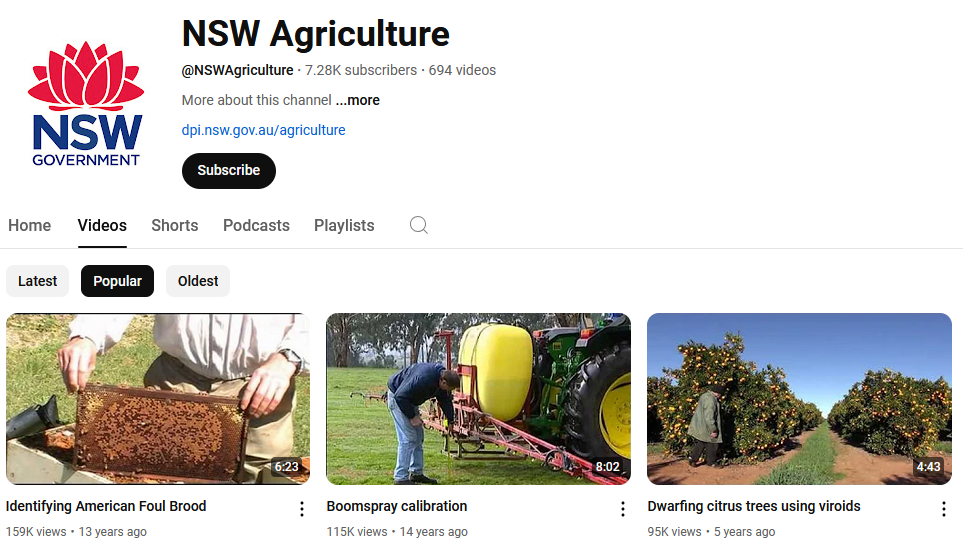 NSW
GOVERNMENT
NSW Agriculture
@NSWAgriculture · 7.28K subscribers · 694 videos
More about this channel ...more
dpi.nsw.gov.au/agriculture
Subscribe
Home Videos Shorts Podcasts Playlists
Latest Popular Oldest
6:23
8:02
4:43
Identifying American Foul Brood
159K views • 13 years ago
Boomspray calibration
115K views • 14 years ago
Dwarfing citrus trees using viroids
95K views • 5 years ago